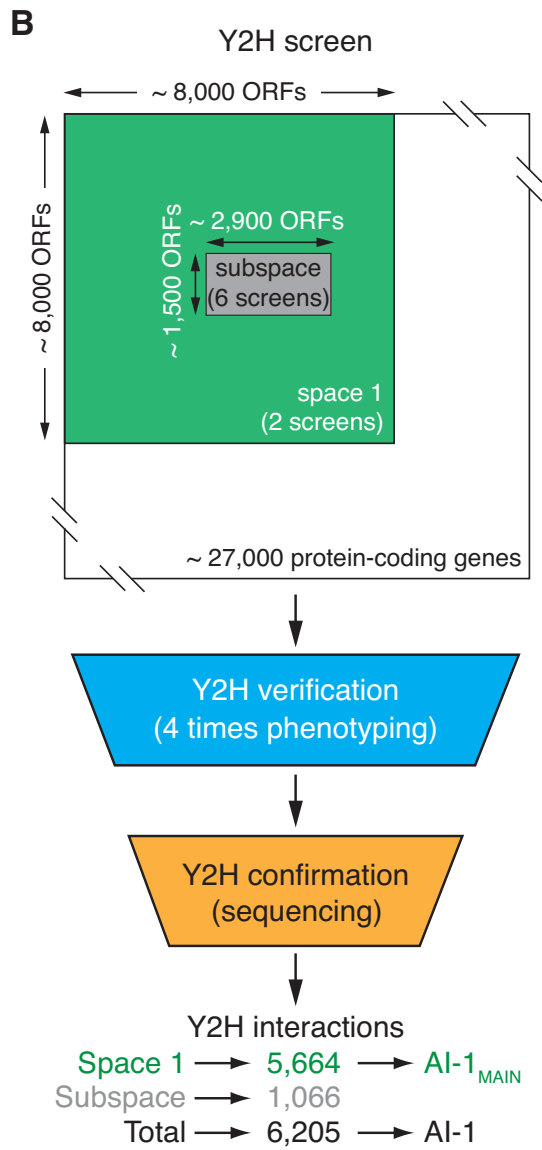 B
Y2H screen
~ 8,000 ORFs
~ 8,000 ORFs
~ 2,900 ORFs
~ 1,500 ORFs
subspace
(6 screens)
space 1
(2 screens)
~ 27,000 protein-coding genes
Y2H verification
(4 times phenotyping)
Y2H confirmation
(sequencing)
Y2H interactions
Space 1 → 5,664 → AI-1MAIN
Subspace → 1,066
Total → 6,205 → AI-1